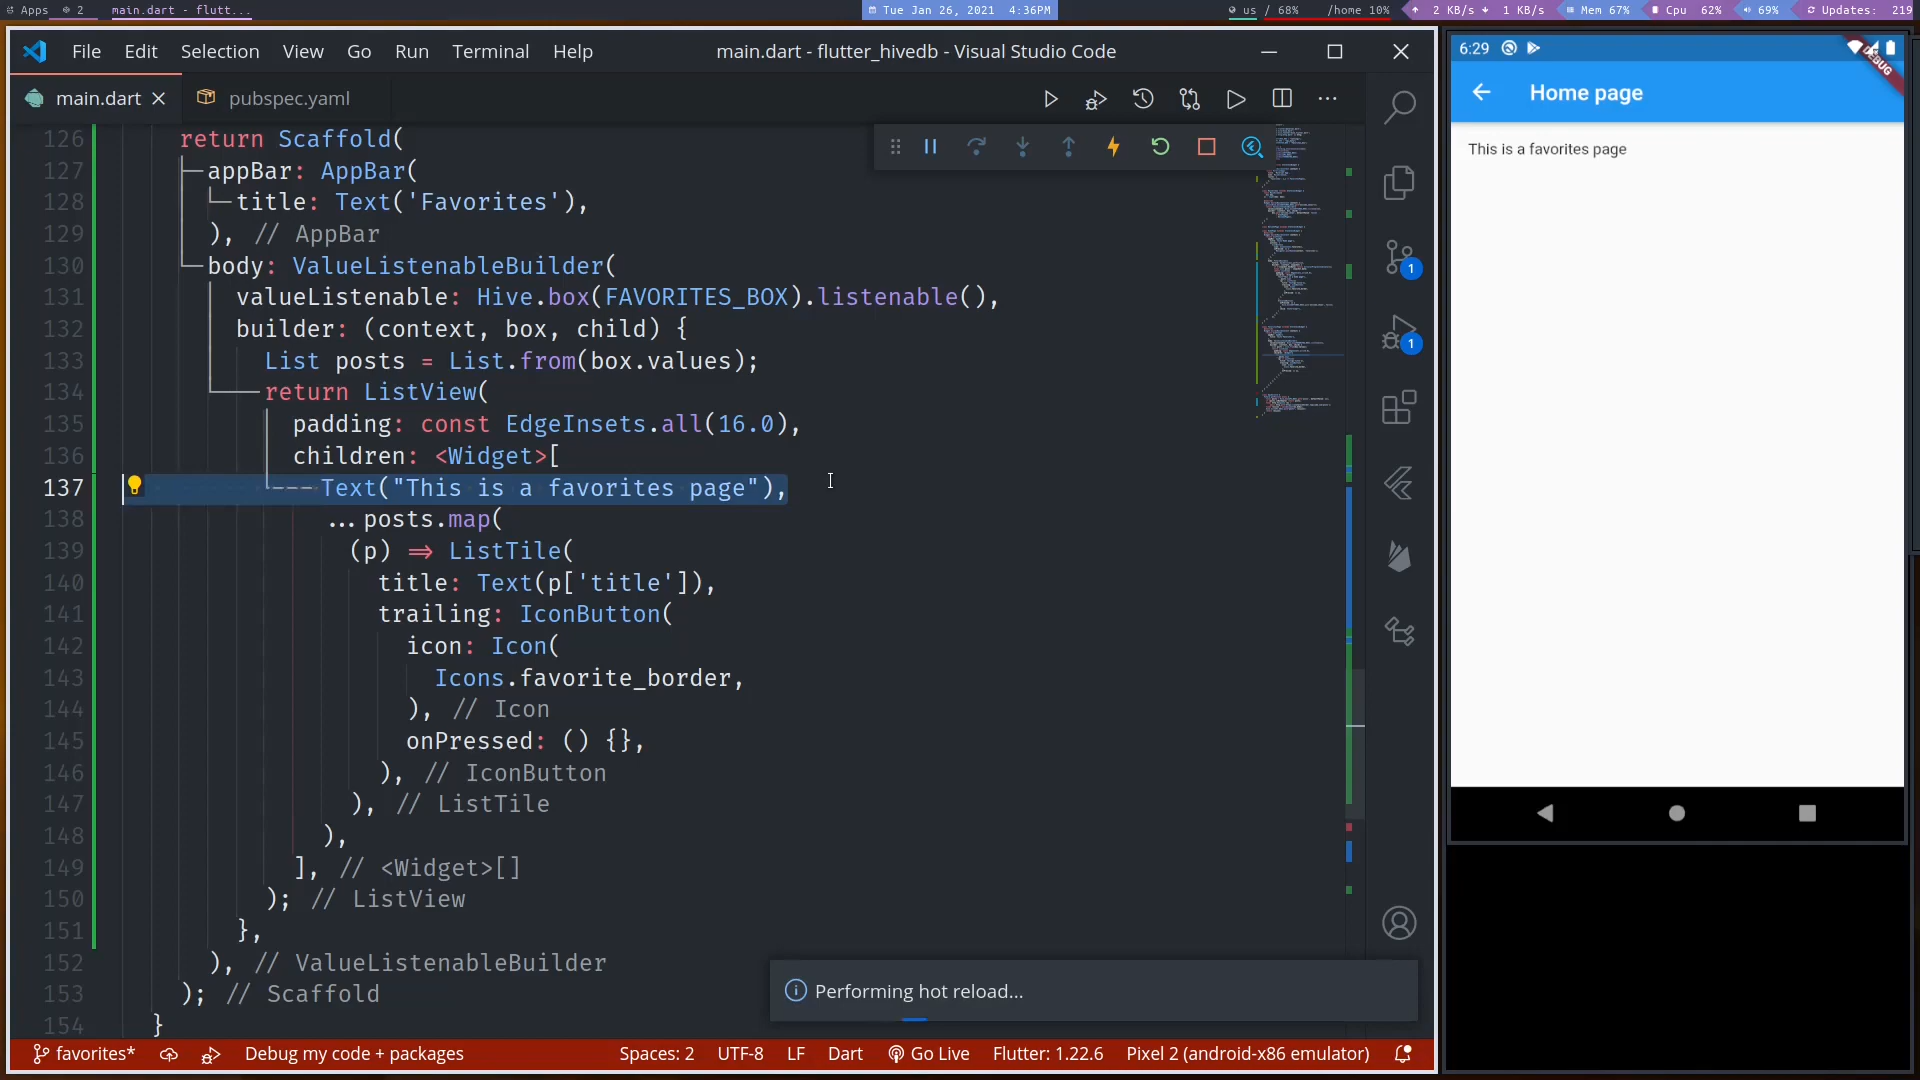 Apps 2 main.dart - flutt... Tue Jan 26, 2021 4:36PM us / 68% /home 10% 2 KB/s 1 KB/s Mem 67% Cpu 62% 69% Updates: 219
File Edit Selection View Go Run Terminal Help main.dart - flutter_hivedb - Visual Studio Code
main.dart pubspec.yaml
126 return Scaffold(
127 appBar: AppBar(
128 title: Text('Favorites'),
129 ), // AppBar
130 body: ValueListenableBuilder(
131 valueListenable: Hive.box(FAVORITES_BOX).listenable(),
132 builder: (context, box, child) {
133 List posts = List.from(box.values);
134 return ListView(
135 padding: const EdgeInsets.all(16.0),
136 children: <Widget>[
137 Text("This is a favorites page"),
138 ...posts.map(
139 (p) => ListTile(
140 title: Text(p['title']),
141 trailing: IconButton(
142 icon: Icon(
143 Icons.favorite_border,
144 ), // Icon
145 onPressed: () {},
146 ), // IconButton
147 ), // ListTile
148 ),
149 ], // <Widget>[]
150 ); // ListView
151 },
152 ), // ValueListenableBuilder
153 ); // Scaffold
154 }
1
1
Performing hot reload...
favorites* Debug my code + packages Spaces: 2 UTF-8 LF Dart Go Live Flutter: 1.22.6 Pixel 2 (android-x86 emulator)
6:29
DEBUG
Home page
This is a favorites page